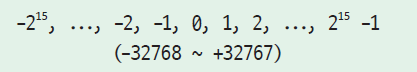 -2¹⁵, ..., -2, -1, 0, 1, 2, ..., 2¹⁵ -1
(-32768 ~ +32767)